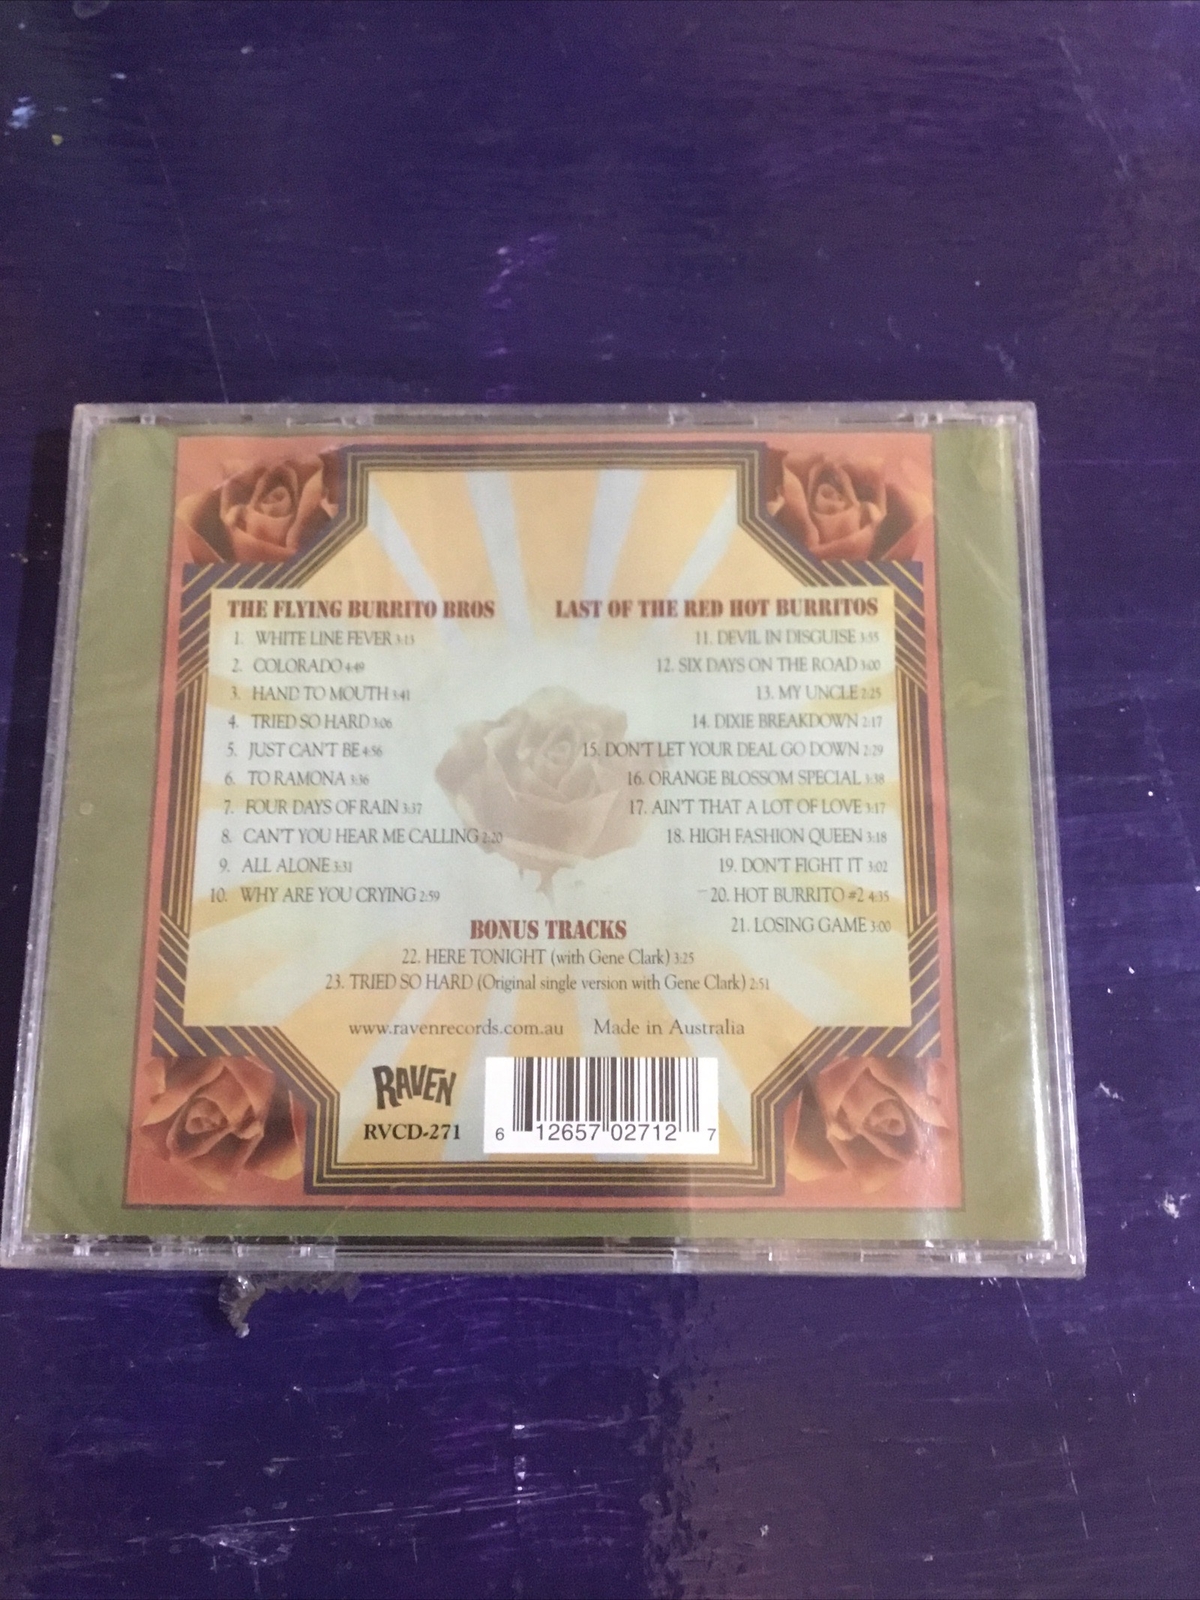 THE FLYING BURRITO BROS
1. WHITE LINE FEVER 3:15
2. COLORADO 4:49
3. HAND TO MOUTH 3:41
4. TRIED SO HARD 3:06
5. JUST CAN'T BE 4:56
6. TO RAMONA 3:36
7. FOUR DAYS OF RAIN 3:37
8. CAN'T YOU HEAR ME CALLING 2:20
9. ALL ALONE 3:31
10. WHY ARE YOU CRYING 2:59
LAST OF THE RED HOT BURRITOS
11. DEVIL IN DISGUISE 3:55
12. SIX DAYS ON THE ROAD 3:00
13. MY UNCLE 2:25
14. DIXIE BREAKDOWN 2:17
15. DON'T LET YOUR DEAL GO DOWN 2:29
16. ORANGE BLOSSOM SPECIAL 3:38
17. AIN'T THAT A LOT OF LOVE 3:17
18. HIGH FASHION QUEEN 3:18
19. DON'T FIGHT IT 3:02
20. HOT BURRITO #2 4:35
21. LOSING GAME 3:00
BONUS TRACKS
22. HERE TONIGHT (with Gene Clark) 3:25
23. TRIED SO HARD (Original single version with Gene Clark) 2:51
www.ravenrecords.com.au Made in Australia
RAVEN
RVCD-271
6 12657 02712 7